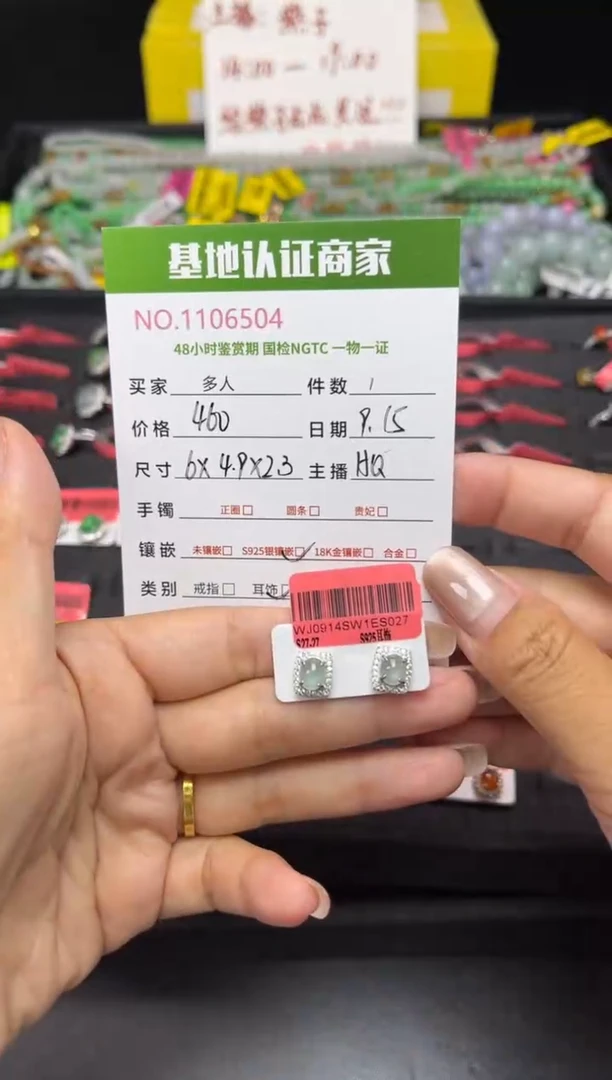 基地认证商家
NO.1106504
48小时鉴赏期 国检NGTC 一物一证
买家 多人 件数 1
价格 460 日期 9.15
尺寸 6x4.9x2.3 主播 HQ
手镯 正圈□ 圆条□ 贵妃□
镶嵌 未镶嵌□ S925银镶嵌☑ 18K金镶嵌□ 合金□
类别 戒指□ 耳饰
WJ0914SW1ES027
S925耳饰